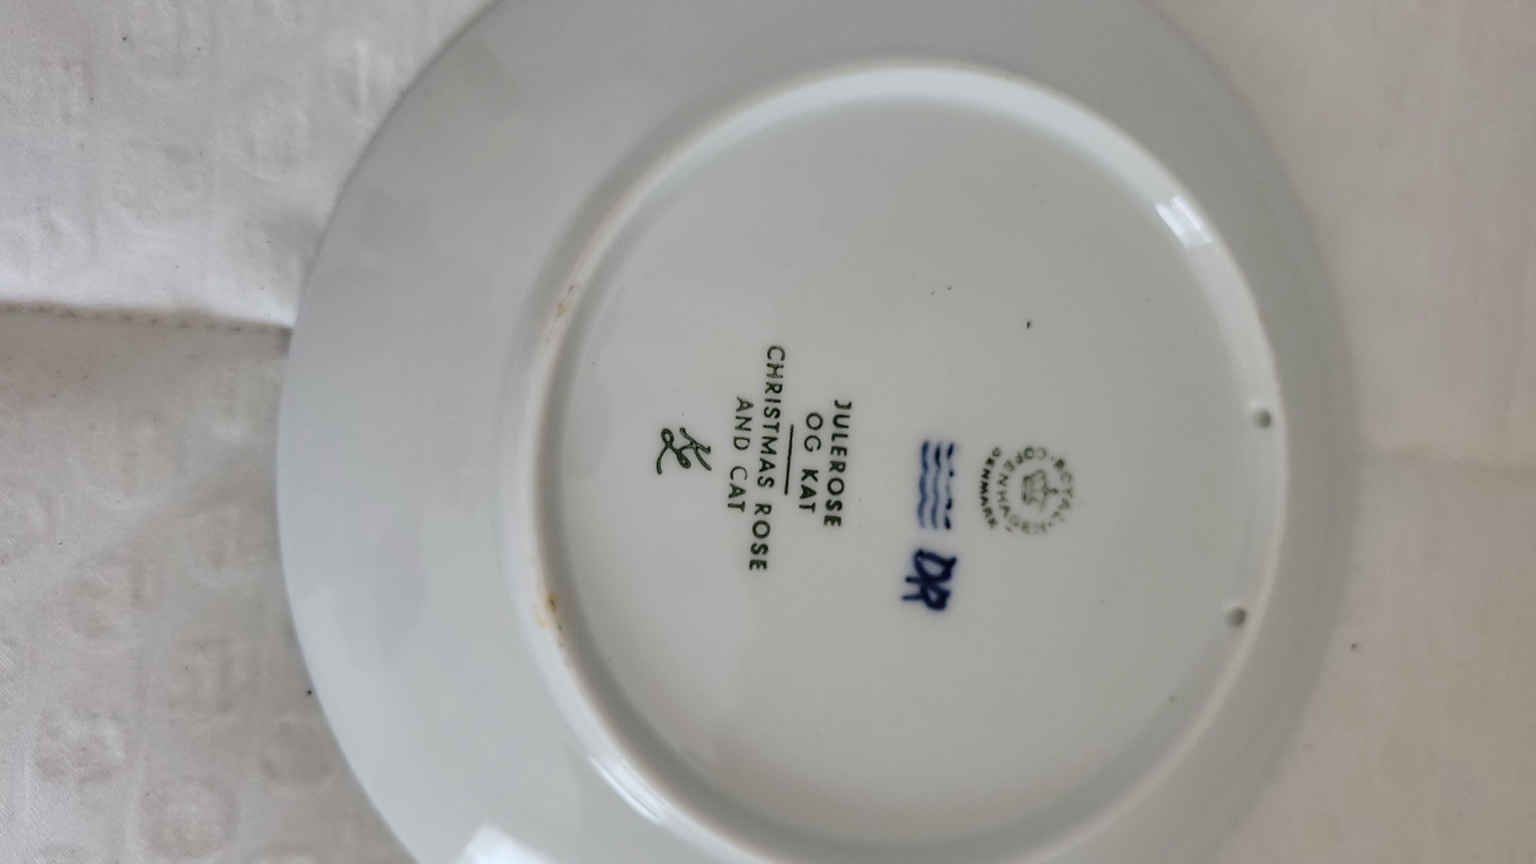 ROYAL
COPENHAGEN
DENMARK
DR
JULEROSE
OG KAT
CHRISTMAS ROSE
AND CAT